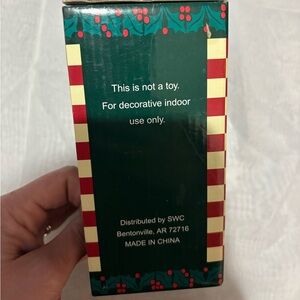 This is not a toy.
For decorative indoor
use only.
Distributed by SWC
Bentonville, AR 72716
MADE IN CHINA